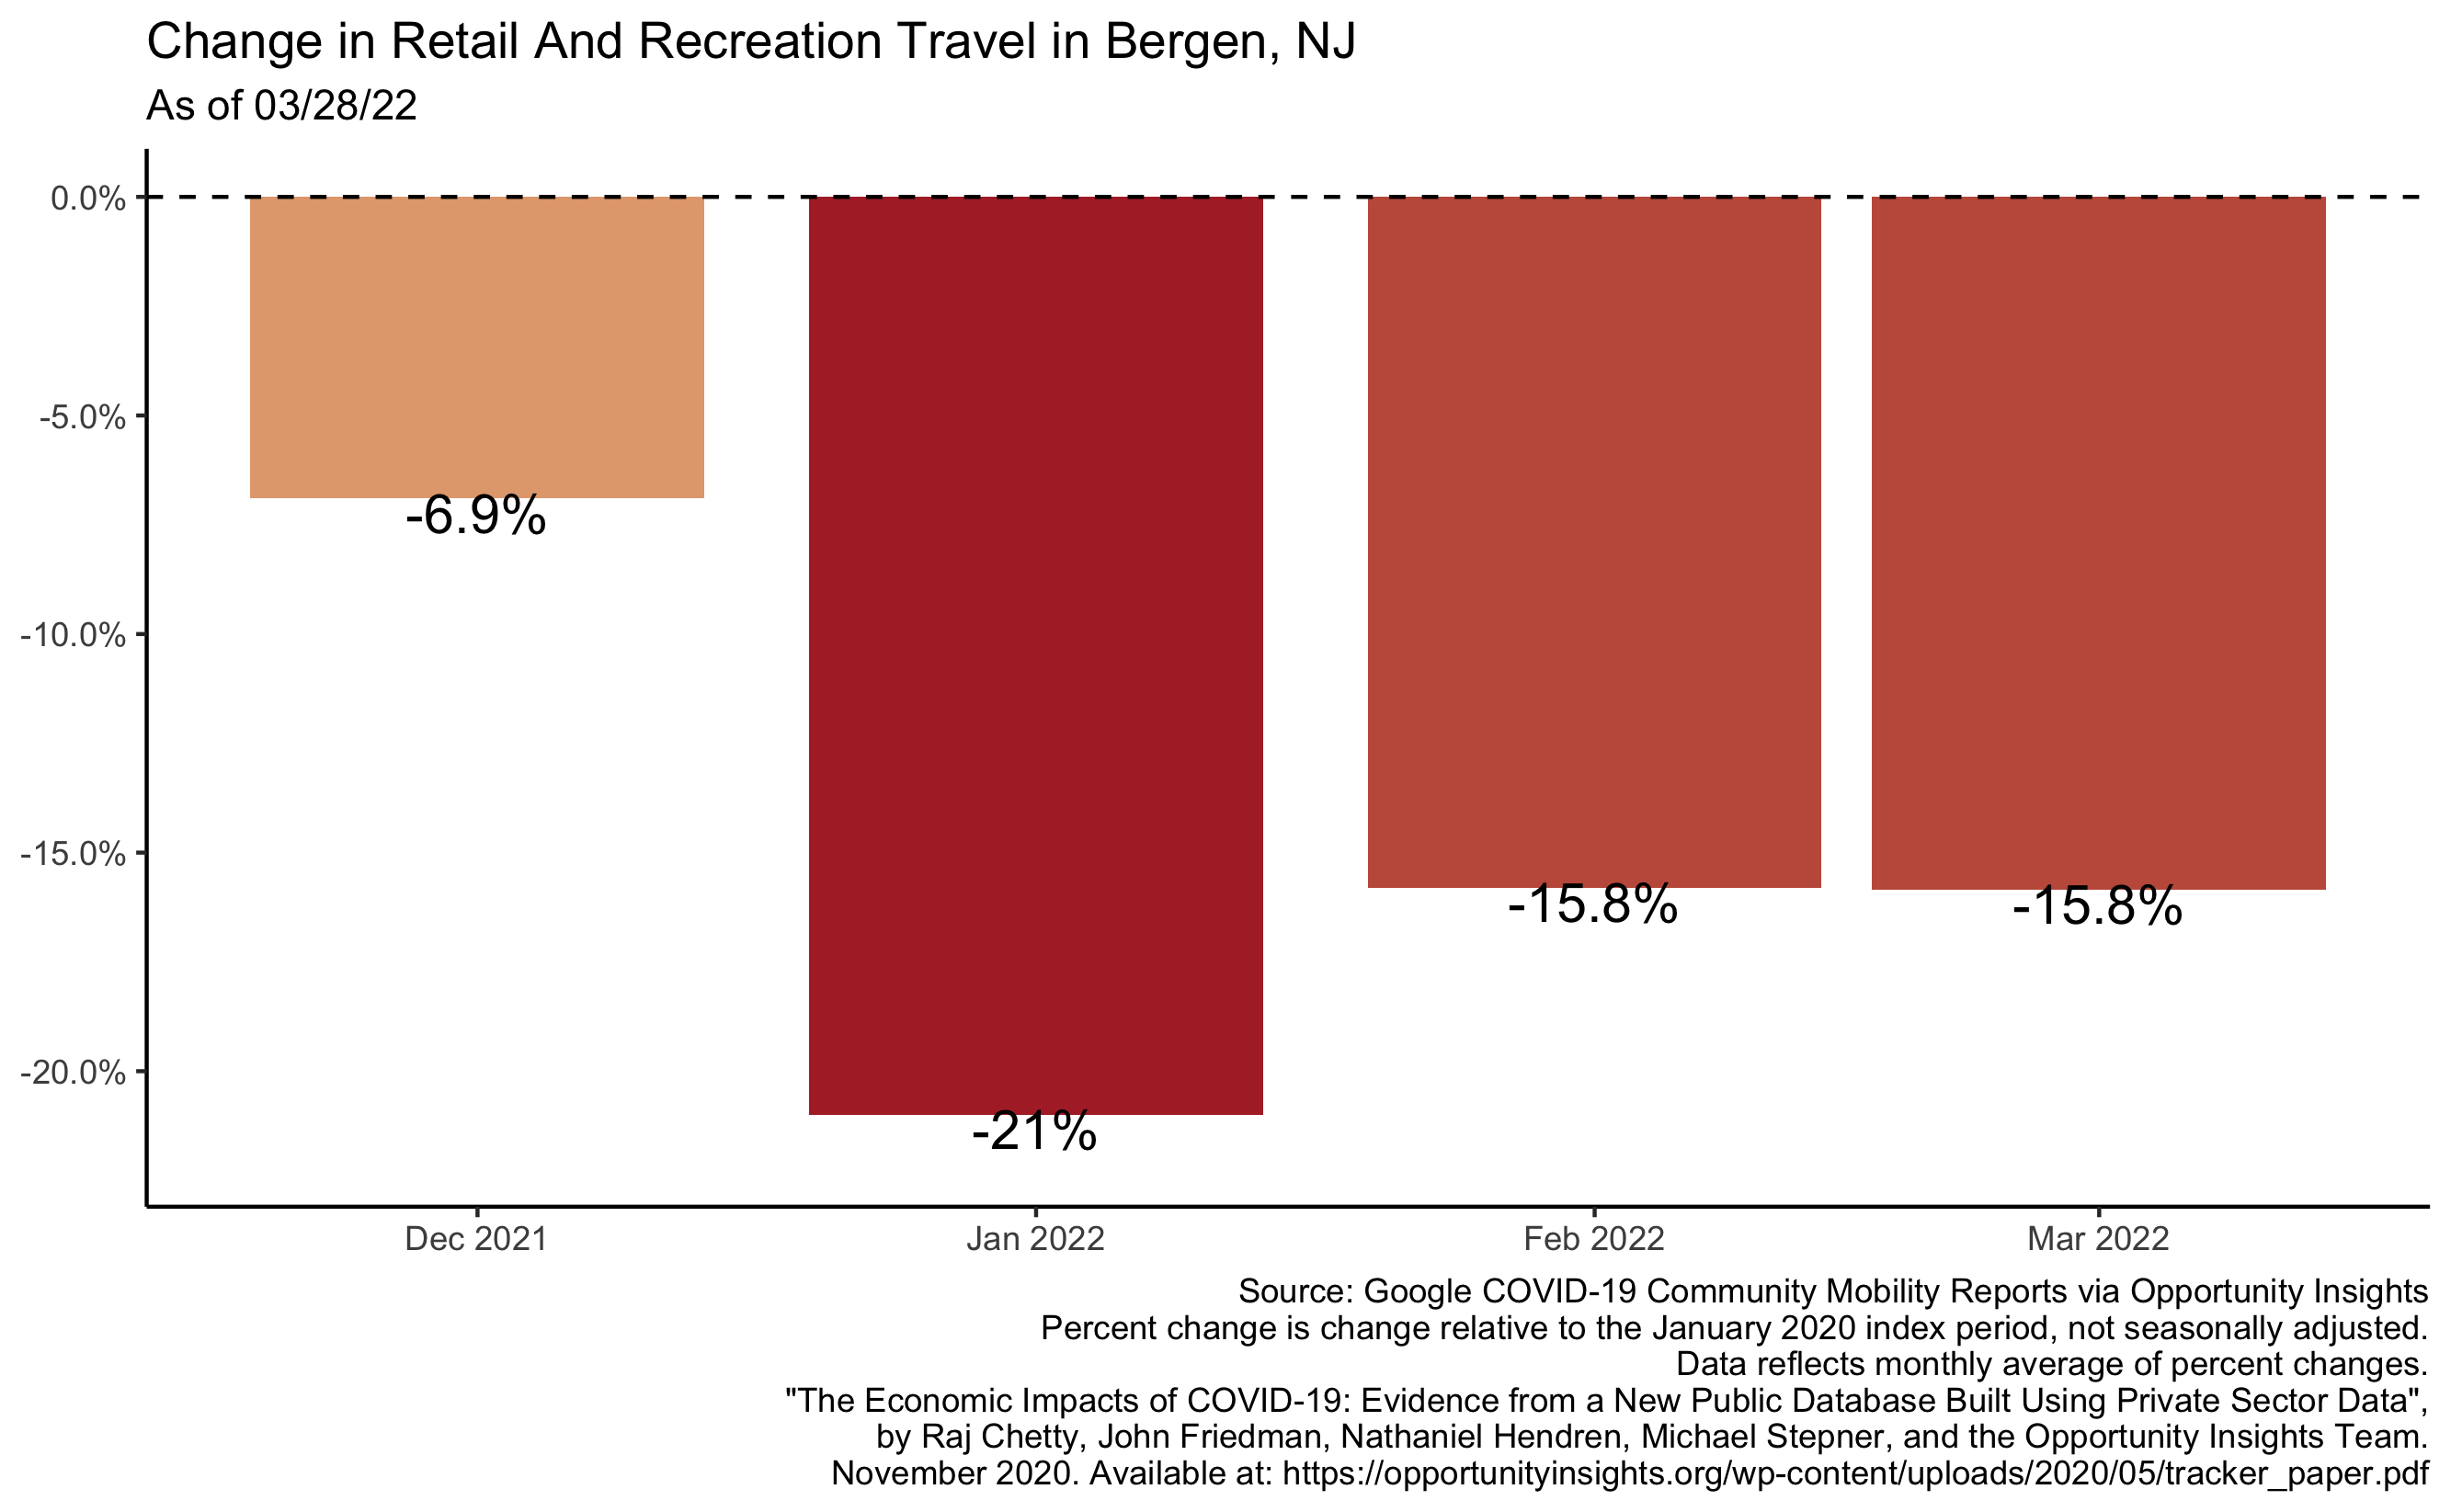 Change in Retail And Recreation Travel in Bergen, NJ
As of 03/28/22
0.0%
-5.0%
-10.0%
-15.0%
-20.0%
-6.9%
-21%
-15.8%
-15.8%
Dec 2021
Jan 2022
Feb 2022
Mar 2022
Source: Google COVID-19 Community Mobility Reports via Opportunity Insights
Percent change is change relative to the January 2020 index period, not seasonally adjusted.
Data reflects monthly average of percent changes.
"The Economic Impacts of COVID-19: Evidence from a New Public Database Built Using Private Sector Data",
by Raj Chetty, John Friedman, Nathaniel Hendren, Michael Stepner, and the Opportunity Insights Team.
November 2020. Available at: https://opportunityinsights.org/wp-content/uploads/2020/05/tracker_paper.pdf